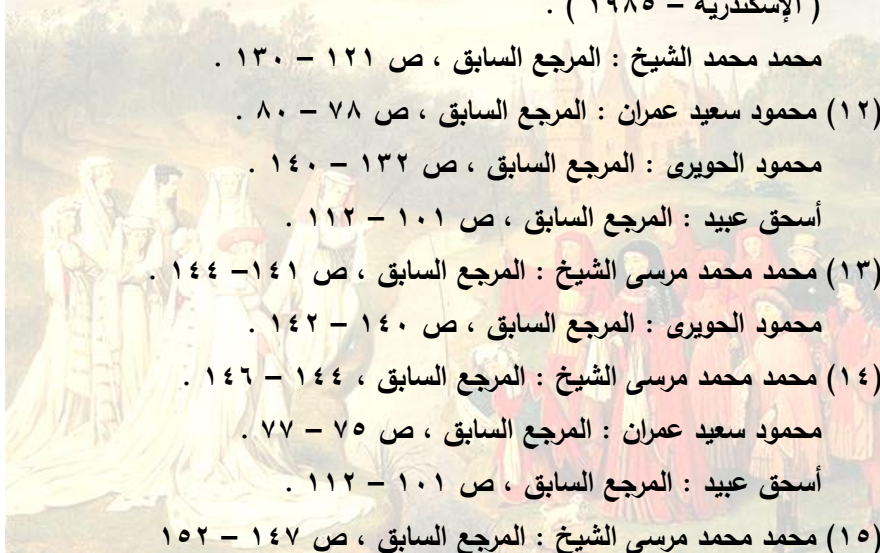 ( الإسكندرية – ١٩٨٥ ) .
محمد محمد الشيخ : المرجع السابق ، ص ١٢١ – ١٣٠ .
(١٢) محمود سعيد عمران : المرجع السابق ، ص ٧٨ – ٨٠ .
محمود الحويرى : المرجع السابق ، ص ١٣٢ – ١٤٠ .
أسحق عبيد : المرجع السابق ، ص ١٠١ – ١١٢ .
(١٣) محمد محمد مرسى الشيخ : المرجع السابق ، ص ١٤١– ١٤٤ .
محمود الحويرى : المرجع السابق ، ص ١٤٠ – ١٤٢ .
(١٤) محمد محمد مرسى الشيخ : المرجع السابق ، ١٤٤ – ١٤٦ .
محمود سعيد عمران : المرجع السابق ، ص ٧٥ – ٧٧ .
أسحق عبيد : المرجع السابق ، ص ١٠١ – ١١٢ .
(١٥) محمد محمد مرسي الشيخ : المرجع السابق ، ص ١٤٧ – ١٥٢